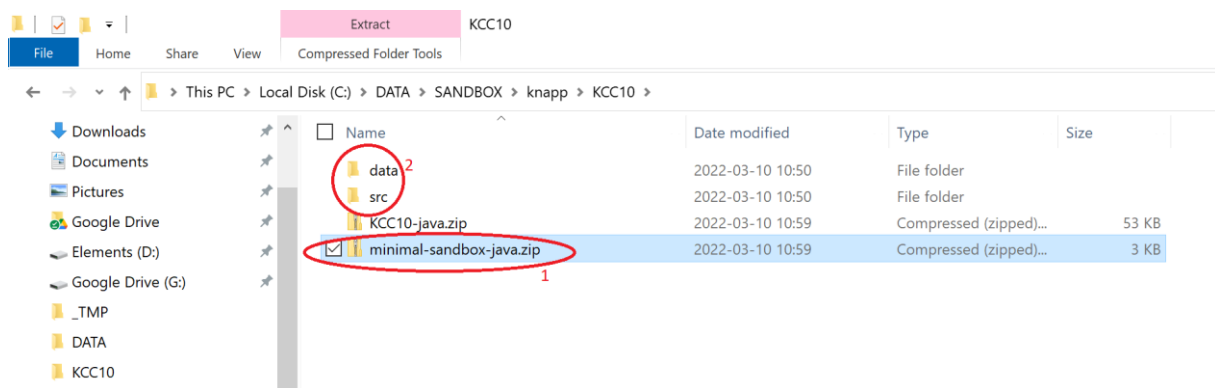 Extract KCC10
File Home Share View Compressed Folder Tools
This PC > Local Disk (C:) > DATA > SANDBOX > knapp > KCC10 >
Downloads
Documents
Pictures
Google Drive
Elements (D:)
Google Drive (G:)
_TMP
DATA
KCC10
Name Date modified Type Size
data 2 2022-03-10 10:50 File folder
src 2022-03-10 10:50 File folder
KCC10-java.zip 2022-03-10 10:59 Compressed (zipped)... 53 KB
minimal-sandbox-java.zip 2022-03-10 10:59 Compressed (zipped)... 3 KB
1